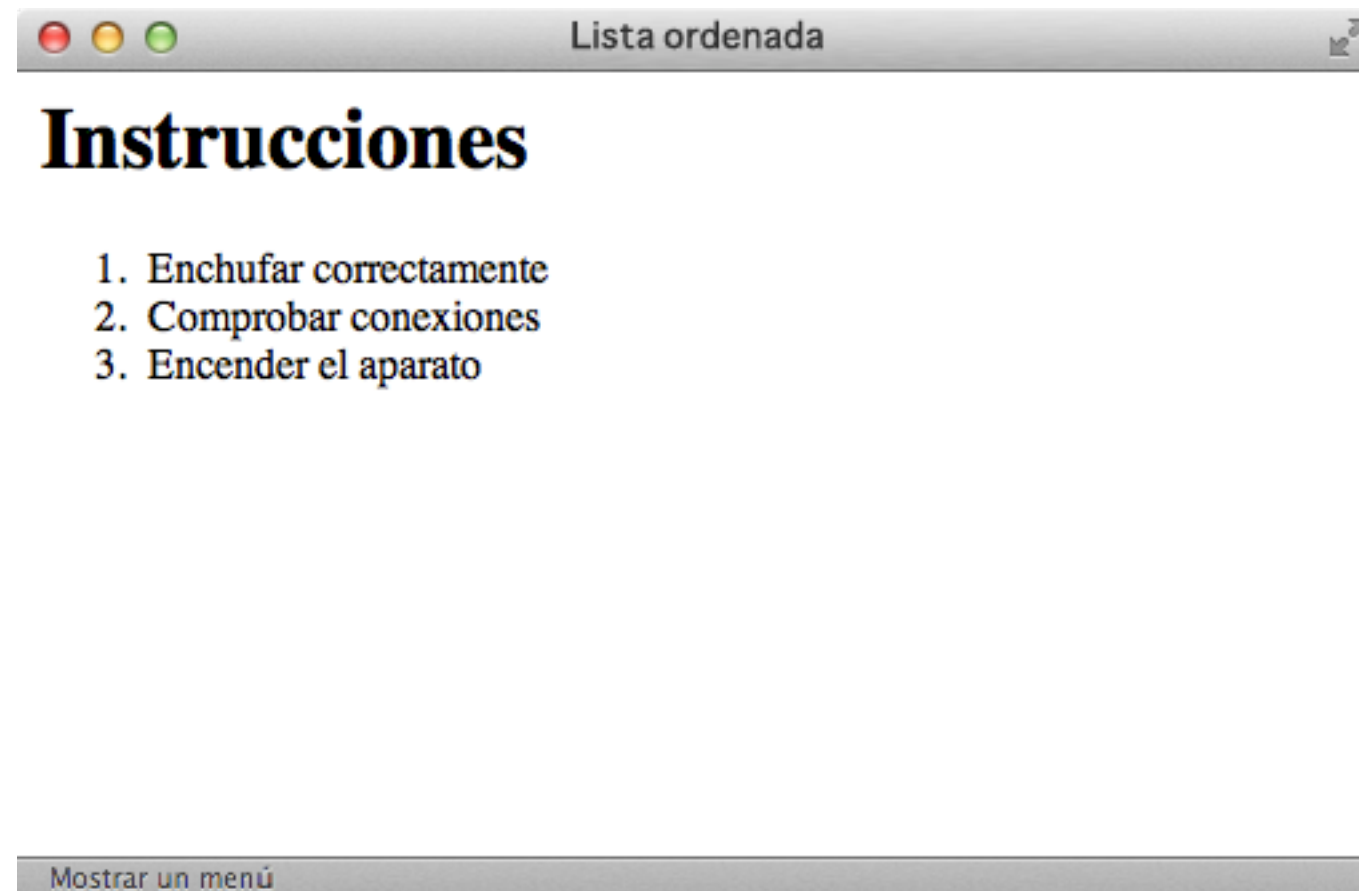 Lista ordenada
Instrucciones
1. Enchufar correctamente
2. Comprobar conexiones
3. Encender el aparato
Mostrar un menú